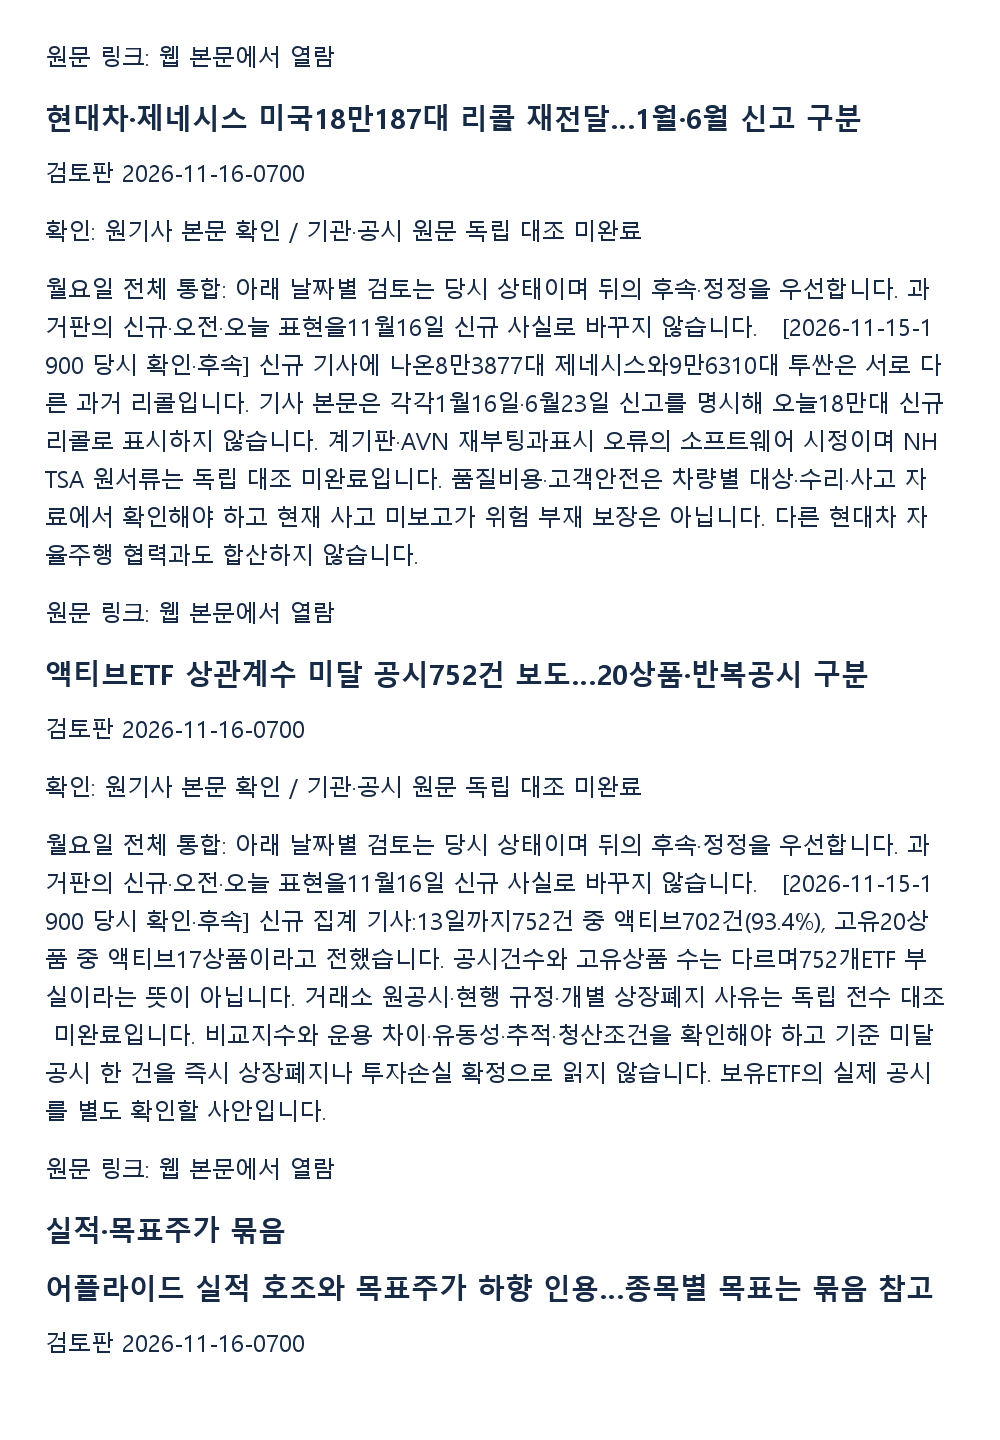 원문 링크: 웹 본문에서 열람
현대차·제네시스 미국18만187대 리콜 재전달...1월·6월 신고 구분
검토판 2026-11-16-0700
확인: 원기사 본문 확인 / 기관·공시 원문 독립 대조 미완료
월요일 전체 통합: 아래 날짜별 검토는 당시 상태이며 뒤의 후속·정정을 우선합니다. 과
거판의 신규·오전·오늘 표현을11월16일 신규 사실로 바꾸지 않습니다. [2026-11-15-1
900 당시 확인·후속] 신규 기사에 나온8만3877대 제네시스와9만6310대 투싼은 서로 다
른 과거 리콜입니다. 기사 본문은 각각1월16일·6월23일 신고를 명시해 오늘18만대 신규
리콜로 표시하지 않습니다. 계기판·AVN 재부팅과표시 오류의 소프트웨어 시정이며 NH
TSA 원서류는 독립 대조 미완료입니다. 품질비용·고객안전은 차량별 대상·수리·사고 자
료에서 확인해야 하고 현재 사고 미보고가 위험 부재 보장은 아닙니다. 다른 현대차 자
율주행 협력과도 합산하지 않습니다.
원문 링크: 웹 본문에서 열람
액티브ETF 상관계수 미달 공시752건 보도...20상품·반복공시 구분
검토판 2026-11-16-0700
확인: 원기사 본문 확인 / 기관·공시 원문 독립 대조 미완료
월요일 전체 통합: 아래 날짜별 검토는 당시 상태이며 뒤의 후속·정정을 우선합니다. 과
거판의 신규·오전·오늘 표현을11월16일 신규 사실로 바꾸지 않습니다. [2026-11-15-1
900 당시 확인·후속] 신규 집계 기사:13일까지752건 중 액티브702건(93.4%), 고유20상
품 중 액티브17상품이라고 전했습니다. 공시건수와 고유상품 수는 다르며752개ETF 부
실이라는 뜻이 아닙니다. 거래소 원공시·현행 규정·개별 상장폐지 사유는 독립 전수 대조
미완료입니다. 비교지수와 운용 차이·유동성·추적·청산조건을 확인해야 하고 기준 미달
공시 한 건을 즉시 상장폐지나 투자손실 확정으로 읽지 않습니다. 보유ETF의 실제 공시
를 별도 확인할 사안입니다.
원문 링크: 웹 본문에서 열람
실적·목표주가 묶음
어플라이드 실적 호조와 목표주가 하향 인용...종목별 목표는 묶음 참고
검토판 2026-11-16-0700